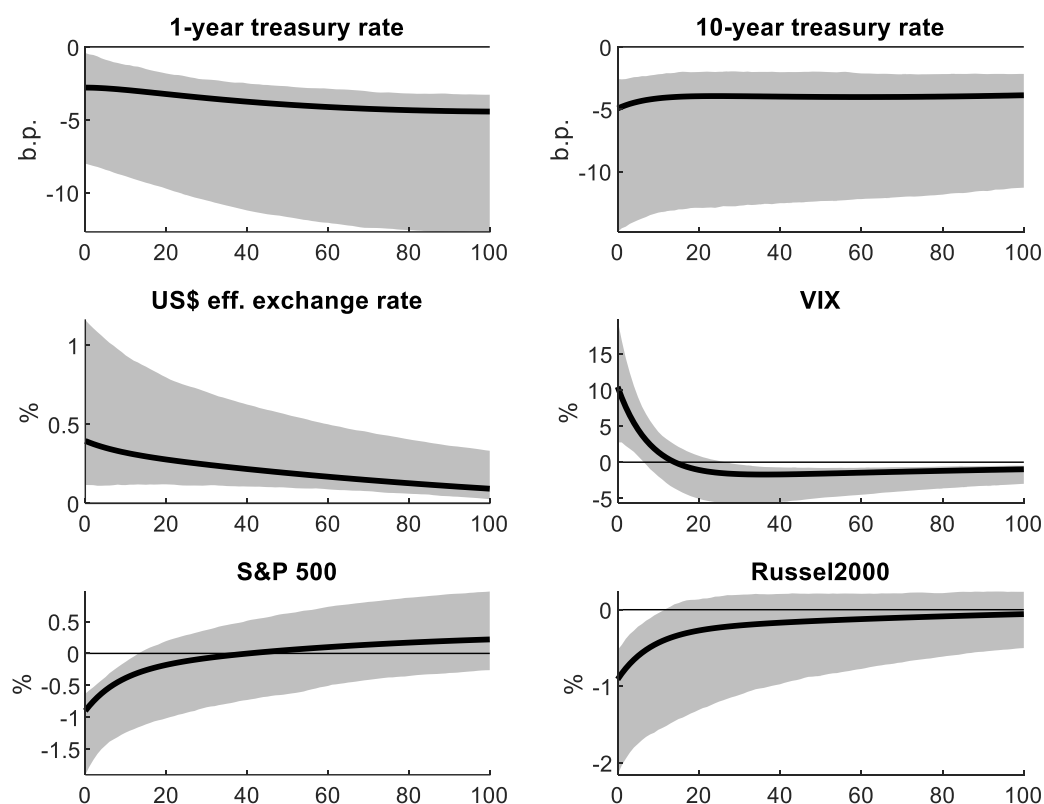 1-year treasury rate
0
-5
-10
b.p.
0 20 40 60 80 100
10-year treasury rate
0
-5
-10
b.p.
0 20 40 60 80 100
US$ eff. exchange rate
1
0.5
0
%
0 20 40 60 80 100
VIX
15
10
5
0
-5
%
0 20 40 60 80 100
S&P 500
0.5
0
-0.5
-1
-1.5
%
0 20 40 60 80 100
Russel2000
0
-1
-2
%
0 20 40 60 80 100